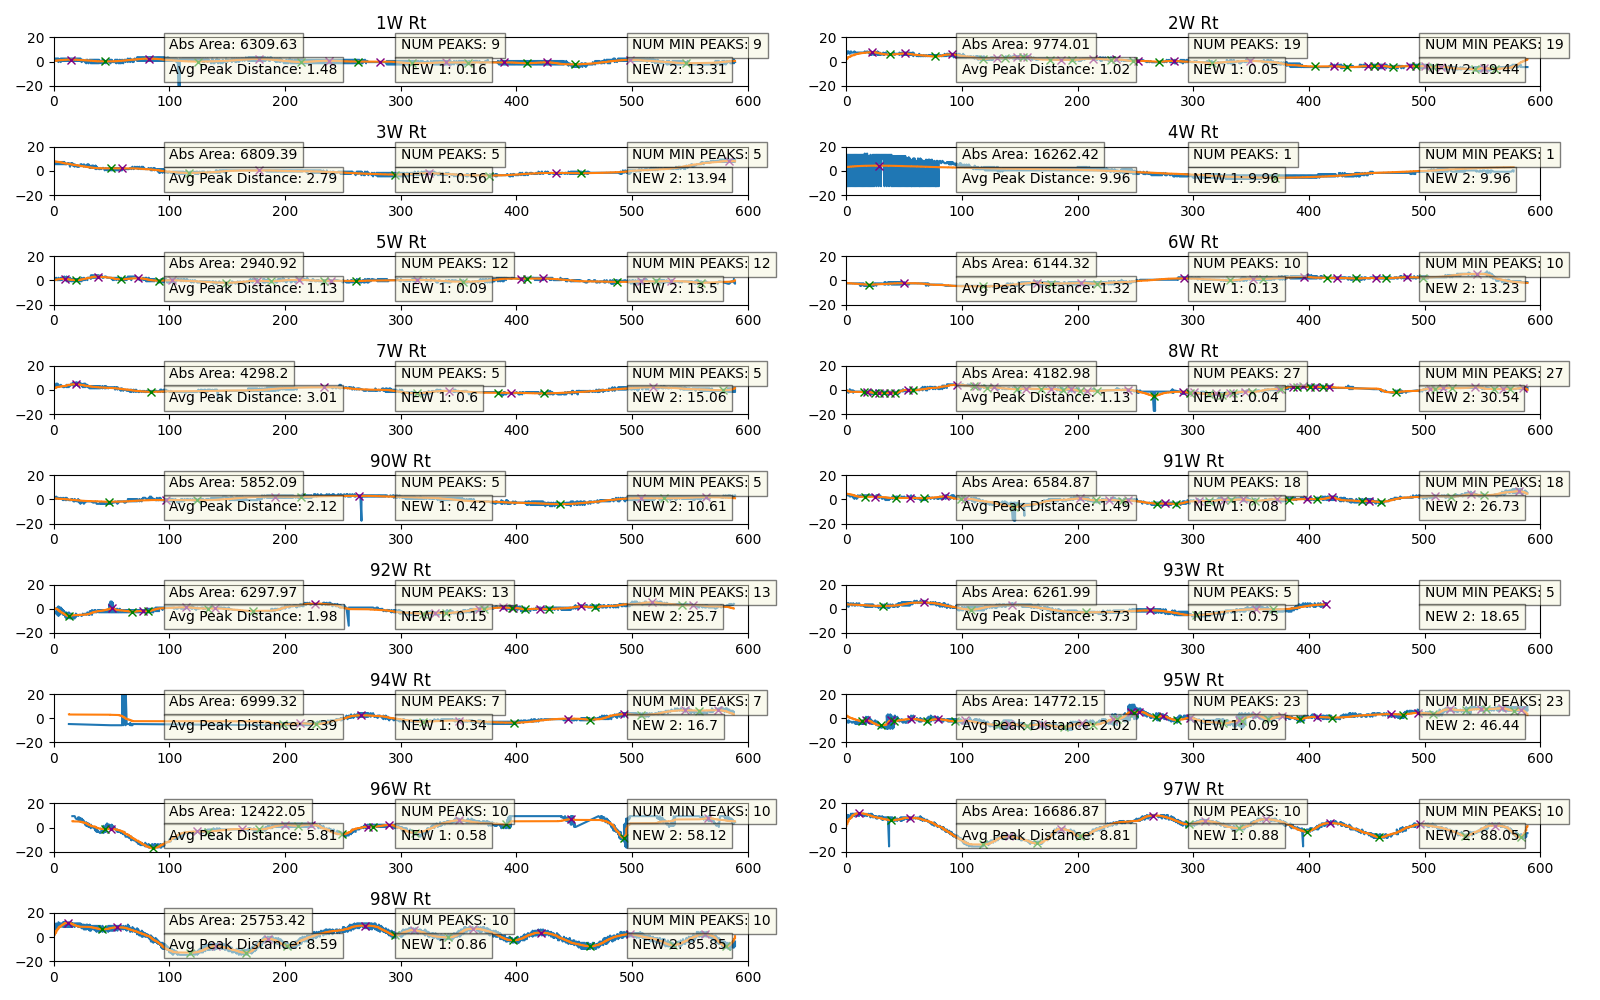 1W Rt
20
0
−20
Abs Area: 6309.63
NUM PEAKS: 9
NUM MIN PEAKS: 9
Avg Peak Distance: 1.48
NEW 1: 0.16
NEW 2: 13.31
0 100 200 300 400 500 600
2W Rt
20
0
−20
Abs Area: 9774.01
NUM PEAKS: 19
NUM MIN PEAKS: 19
Avg Peak Distance: 1.02
NEW 1: 0.05
NEW 2: 19.44
0 100 200 300 400 500 600
3W Rt
20
0
−20
Abs Area: 6809.39
NUM PEAKS: 5
NUM MIN PEAKS: 5
Avg Peak Distance: 2.79
NEW 1: 0.56
NEW 2: 13.94
0 100 200 300 400 500 600
4W Rt
20
0
−20
Abs Area: 16262.42
NUM PEAKS: 1
NUM MIN PEAKS: 1
Avg Peak Distance: 9.96
NEW 1: 9.96
NEW 2: 9.96
0 100 200 300 400 500 600
5W Rt
20
0
−20
Abs Area: 2940.92
NUM PEAKS: 12
NUM MIN PEAKS: 12
Avg Peak Distance: 1.13
NEW 1: 0.09
NEW 2: 13.5
0 100 200 300 400 500 600
6W Rt
20
0
−20
Abs Area: 6144.32
NUM PEAKS: 10
NUM MIN PEAKS: 10
Avg Peak Distance: 1.32
NEW 1: 0.13
NEW 2: 13.23
0 100 200 300 400 500 600
7W Rt
20
0
−20
Abs Area: 4298.2
NUM PEAKS: 5
NUM MIN PEAKS: 5
Avg Peak Distance: 3.01
NEW 1: 0.6
NEW 2: 15.06
0 100 200 300 400 500 600
8W Rt
20
0
−20
Abs Area: 4182.98
NUM PEAKS: 27
NUM MIN PEAKS: 27
Avg Peak Distance: 1.13
NEW 1: 0.04
NEW 2: 30.54
0 100 200 300 400 500 600
90W Rt
20
0
−20
Abs Area: 5852.09
NUM PEAKS: 5
NUM MIN PEAKS: 5
Avg Peak Distance: 2.12
NEW 1: 0.42
NEW 2: 10.61
0 100 200 300 400 500 600
91W Rt
20
0
−20
Abs Area: 6584.87
NUM PEAKS: 18
NUM MIN PEAKS: 18
Avg Peak Distance: 1.49
NEW 1: 0.08
NEW 2: 26.73
0 100 200 300 400 500 600
92W Rt
20
0
−20
Abs Area: 6297.97
NUM PEAKS: 13
NUM MIN PEAKS: 13
Avg Peak Distance: 1.98
NEW 1: 0.15
NEW 2: 25.7
0 100 200 300 400 500 600
93W Rt
20
0
−20
Abs Area: 6261.99
NUM PEAKS: 5
NUM MIN PEAKS: 5
Avg Peak Distance: 3.73
NEW 1: 0.75
NEW 2: 18.65
0 100 200 300 400 500 600
94W Rt
20
0
−20
Abs Area: 6999.32
NUM PEAKS: 7
NUM MIN PEAKS: 7
Avg Peak Distance: 2.39
NEW 1: 0.34
NEW 2: 16.7
0 100 200 300 400 500 600
95W Rt
20
0
−20
Abs Area: 14772.15
NUM PEAKS: 23
NUM MIN PEAKS: 23
Avg Peak Distance: 2.02
NEW 1: 0.09
NEW 2: 46.44
0 100 200 300 400 500 600
96W Rt
20
0
−20
Abs Area: 12422.05
NUM PEAKS: 10
NUM MIN PEAKS: 10
Avg Peak Distance: 5.81
NEW 1: 0.58
NEW 2: 58.12
0 100 200 300 400 500 600
97W Rt
20
0
−20
Abs Area: 16686.87
NUM PEAKS: 10
NUM MIN PEAKS: 10
Avg Peak Distance: 8.81
NEW 1: 0.88
NEW 2: 88.05
0 100 200 300 400 500 600
98W Rt
20
0
−20
Abs Area: 25753.42
NUM PEAKS: 10
NUM MIN PEAKS: 10
Avg Peak Distance: 8.59
NEW 1: 0.86
NEW 2: 85.85
0 100 200 300 400 500 600